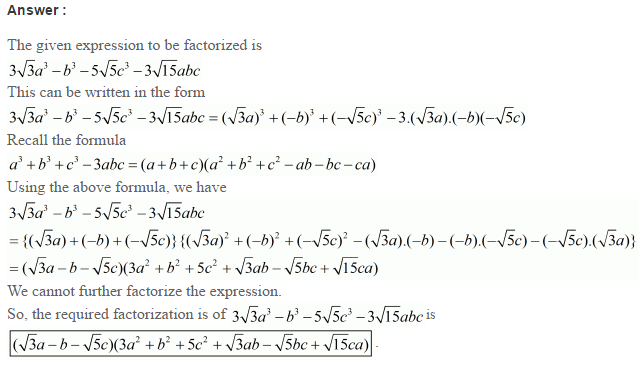 Answer :
The given expression to be factorized is
3√3a³ – b³ – 5√5c³ – 3√15abc
This can be written in the form
3√3a³ – b³ – 5√5c³ – 3√15abc = (√3a)³ + (–b)³ + (–√5c)³ – 3.(√3a).(–b)(–√5c)
Recall the formula
a³ + b³ + c³ – 3abc = (a + b + c)(a² + b² + c² – ab – bc – ca)
Using the above formula, we have
3√3a³ – b³ – 5√5c³ – 3√15abc
= {(√3a) + (–b) + (–√5c)} {(√3a)² + (–b)² + (–√5c)² – (√3a).(–b) – (–b).(–√5c) – (–√5c).(√3a)}
= (√3a – b – √5c)(3a² + b² + 5c² + √3ab – √5bc + √15ca)
We cannot further factorize the expression.
So, the required factorization is of 3√3a³ – b³ – 5√5c³ – 3√15abc is
(√3a – b – √5c)(3a² + b² + 5c² + √3ab – √5bc + √15ca) .